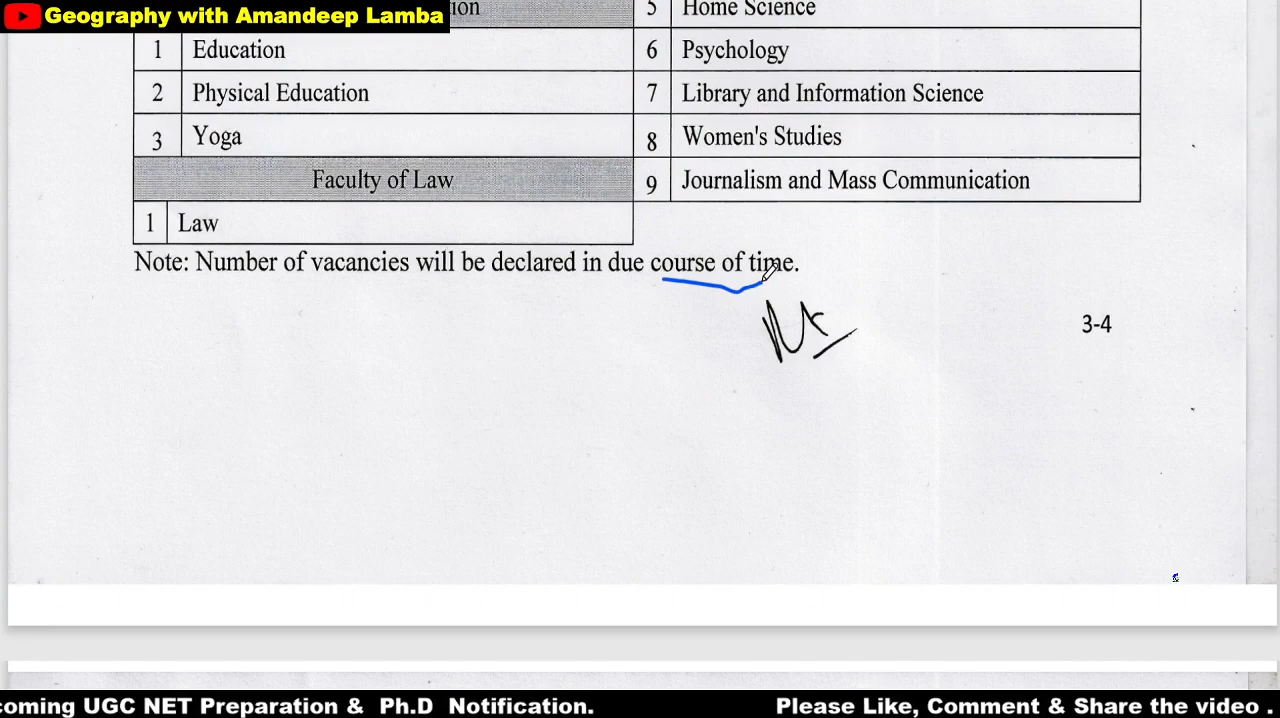 Geography with Amandeep Lamba
ion
1 Education
2 Physical Education
3 Yoga
Faculty of Law
1 Law
5 Home Science
6 Psychology
7 Library and Information Science
8 Women's Studies
9 Journalism and Mass Communication
Note: Number of vacancies will be declared in due course of time.
3-4
coming UGC NET Preparation & Ph.D Notification. Please Like, Comment & Share the video .